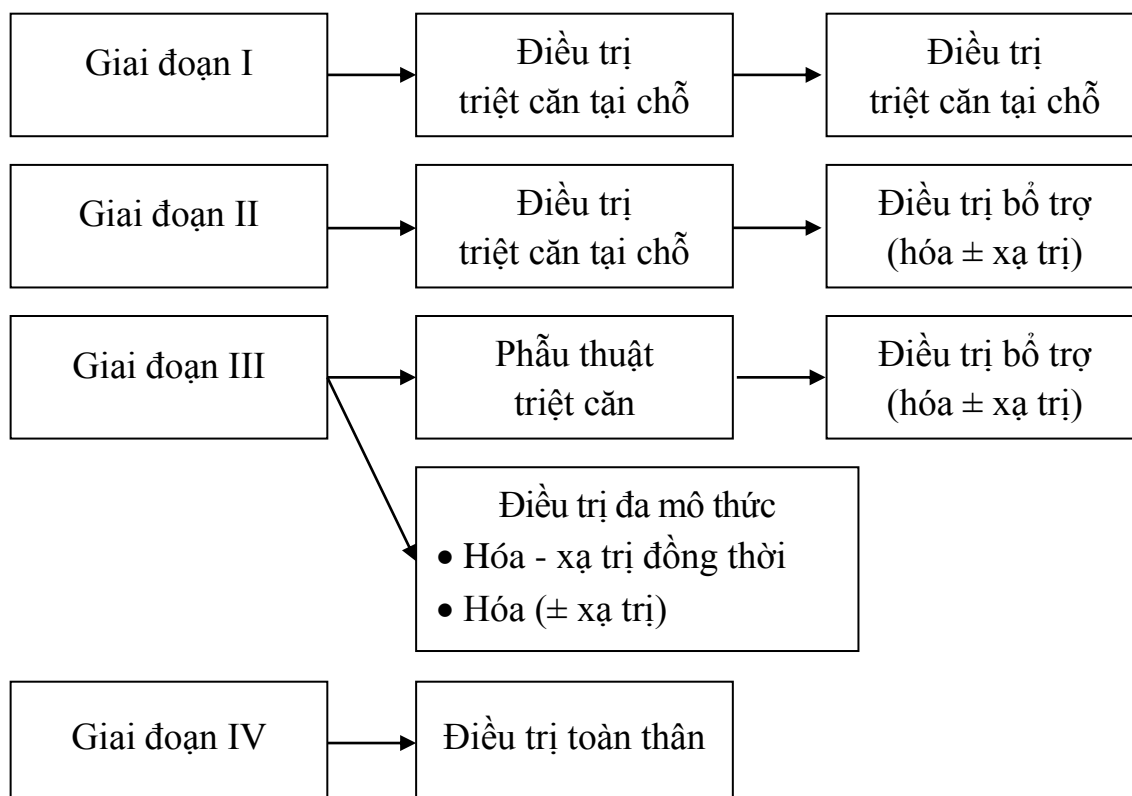 Giai đoạn I
Điều trị
triệt căn tại chỗ
Điều trị
triệt căn tại chỗ
Giai đoạn II
Điều trị
triệt căn tại chỗ
Điều trị bổ trợ
(hóa ± xạ trị)
Giai đoạn III
Phẫu thuật
triệt căn
Điều trị bổ trợ
(hóa ± xạ trị)
Điều trị đa mô thức
• Hóa - xạ trị đồng thời
• Hóa (± xạ trị)
Giai đoạn IV
Điều trị toàn thân